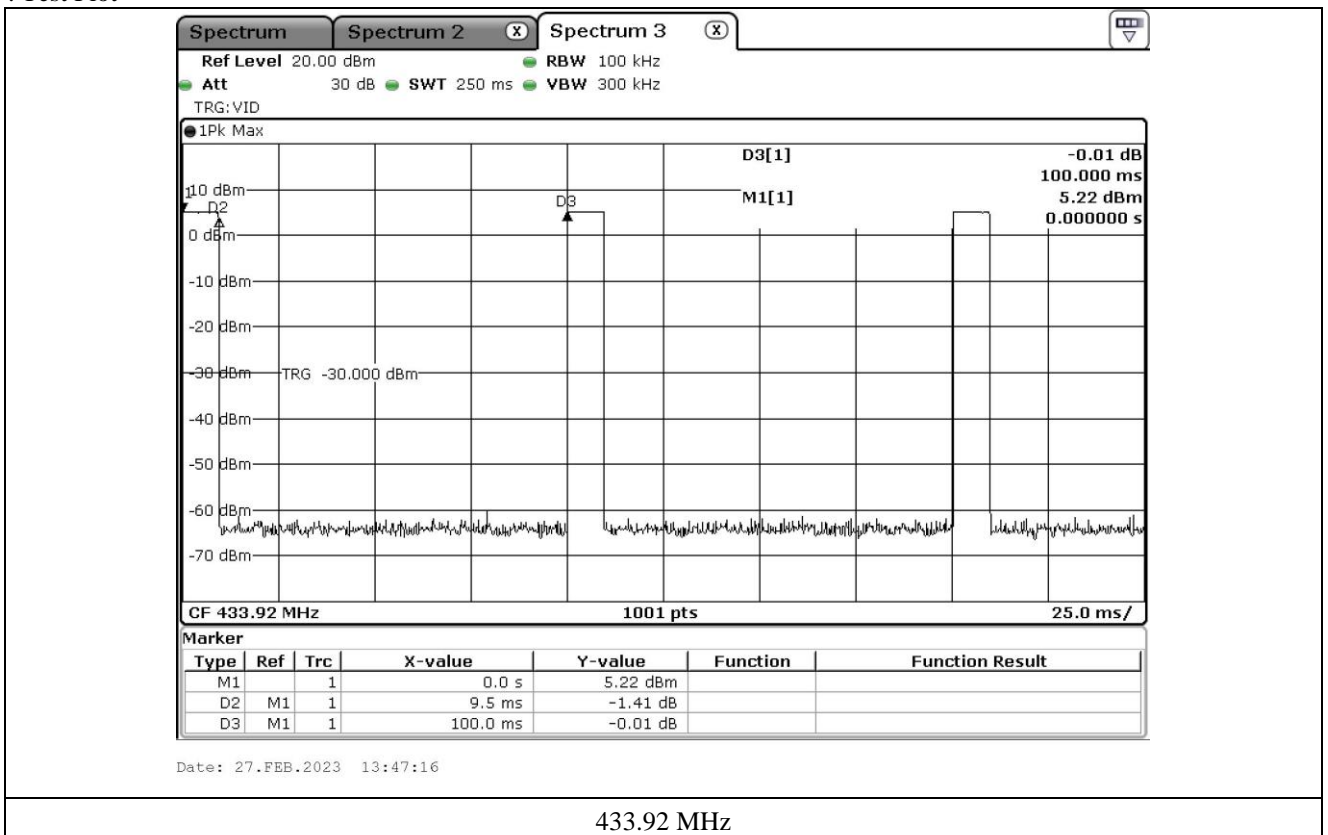 Spectrum Spectrum 2 X Spectrum 3 X
Ref Level 20.00 dBm RBW 100 kHz
Att 30 dB SWT 250 ms VBW 300 kHz
TRG:VID
1Pk Max
D3[1] -0.01 dB
100.000 ms
10 dBm M1[1] 5.22 dBm
D2 D3
0.000000 s
0 dBm
-10 dBm
-20 dBm
-30 dBm TRG -30.000 dBm
-40 dBm
-50 dBm
-60 dBm
-70 dBm
CF 433.92 MHz 1001 pts 25.0 ms/
Marker
Type Ref Trc X-value Y-value Function Function Result
M1 1 0.0 s 5.22 dBm
D2 M1 1 9.5 ms -1.41 dB
D3 M1 1 100.0 ms -0.01 dB
Date: 27.FEB.2023 13:47:16
433.92 MHz